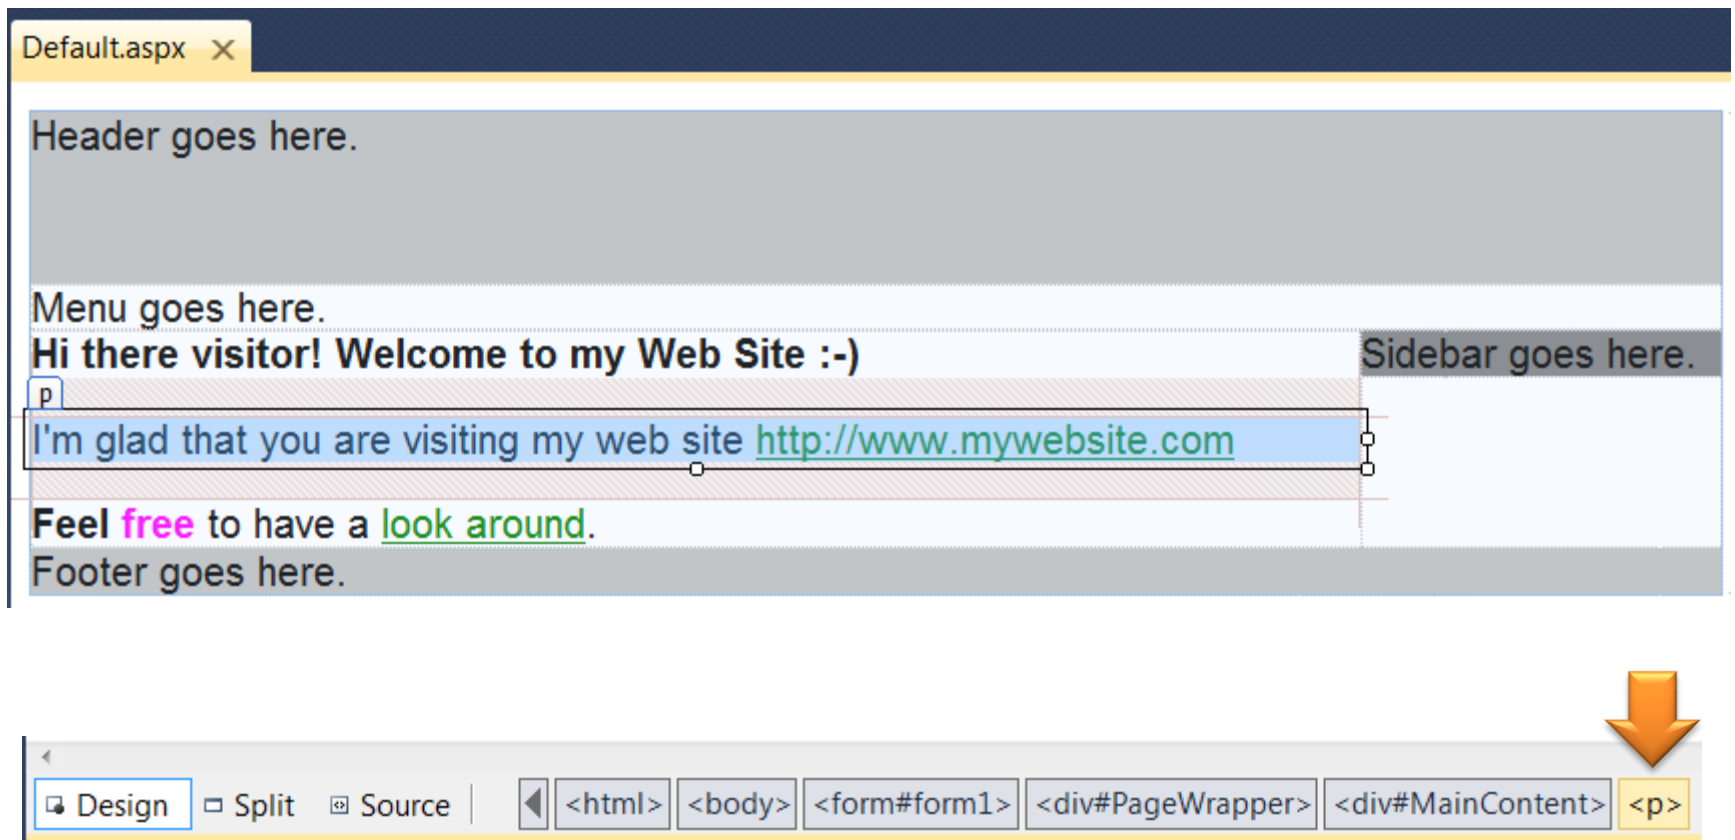 Default.aspx
Header goes here.
Menu goes here.
Hi there visitor! Welcome to my Web Site :-)
Sidebar goes here.
p
I'm glad that you are visiting my web site http://www.mywebsite.com
Feel free to have a look around.
Footer goes here.
Design Split Source <html> <body> <form#form1> <div#PageWrapper> <div#MainContent> <p>